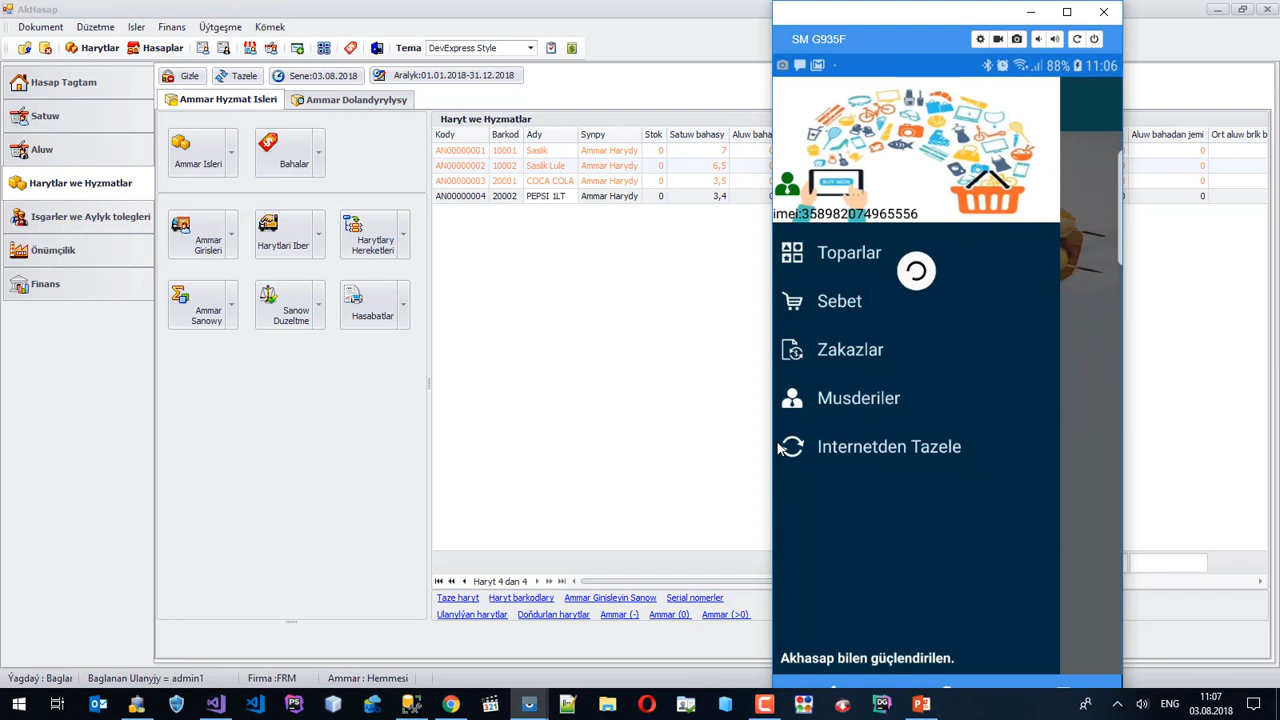 AkHasap
Dokument Düzetme Isler Finans Üýtgeşme Kömek
Harytlar Hasaplar Tema DevExpress Style
Hasap Tagtam
Satuw
Aluw
Harytlar we Hyzmatlar
Isgarler we Aylyk tolegleri
Önümçilik
Finans
Gizle Tazele Sene:03.08.2018 Aralyk:01.01.2018-31.12.2018
Ammar Hyzmat Isleri Ammar Dolandyrylysy
Ammar Isleri
Bahalar
Ammar Girisleri
Harytlari Iber
Harytlary Hereketleri
Ammar Sanowy
Sanow Duzeltme
Hasabatlar
Haryt we Hyzmatlar
Kody Barkod Ady Synpy Stok Satuw bahasy Aluw baha
AN00000001 10001 Saslik Ammar Harydy 0 7
AN00000002 10002 Saslik Lule Ammar Harydy 0 6,5
AN00000003 20001 COCA COLA Ammar Harydy 0 3,5
AN00000004 20002 PEPSI 1LT Ammar Harydy 0 3,4
Aluw bahadan jemi Ort aluw brlk b
0
0
0
0
Haryt 4 dan 4
Taze haryt Haryt barkodlary Ammar Ginisleyin Sanow Serial nomerler
Ulanylýan harytlar Doňdurlan harytlar Ammar (-) Ammar (0) Ammar (>0)
SM G935F
88% 11:06
BUY NOW
imei:358982074965556
Toparlar
Sebet
Zakazlar
Musderiler
Internetden Tazele
Akhasap bilen güçlendirilen.
Ýagdaý : Baglar Baglanan Ulanyjy = admin1 Firma :FRM Ammar : Hemmesi
ENG
11:07
03.08.2018